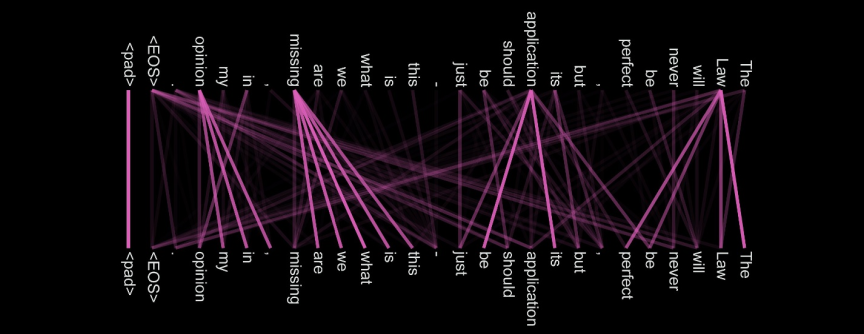 The
Law
will
never
be
perfect
,
but
its
application
should
be
just
-
this
is
what
we
are
missing
,
in
my
opinion
.
<EOS>
<pad>
The
Law
will
never
be
perfect
,
but
its
application
should
be
just
-
this
is
what
we
are
missing
,
in
my
opinion
.
<EOS>
<pad>